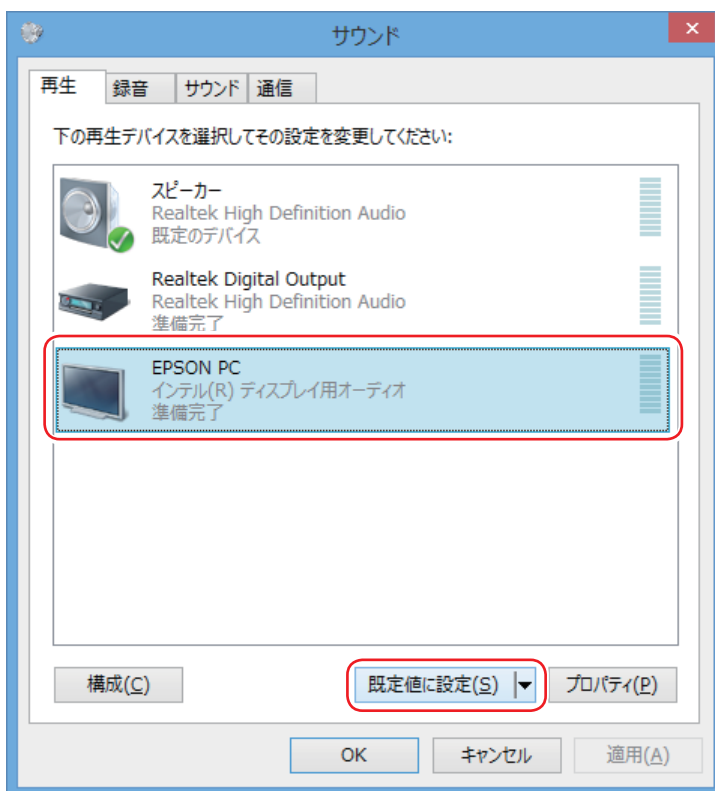 サウンド
再生 録音 サウンド 通信
下の再生デバイスを選択してその設定を変更してください:
スピーカー
Realtek High Definition Audio
既定のデバイス
Realtek Digital Output
Realtek High Definition Audio
準備完了
EPSON PC
インテル(R) ディスプレイ用オーディオ
準備完了
構成(C) 既定値に設定(S) プロパティ(P)
OK キャンセル 適用(A)